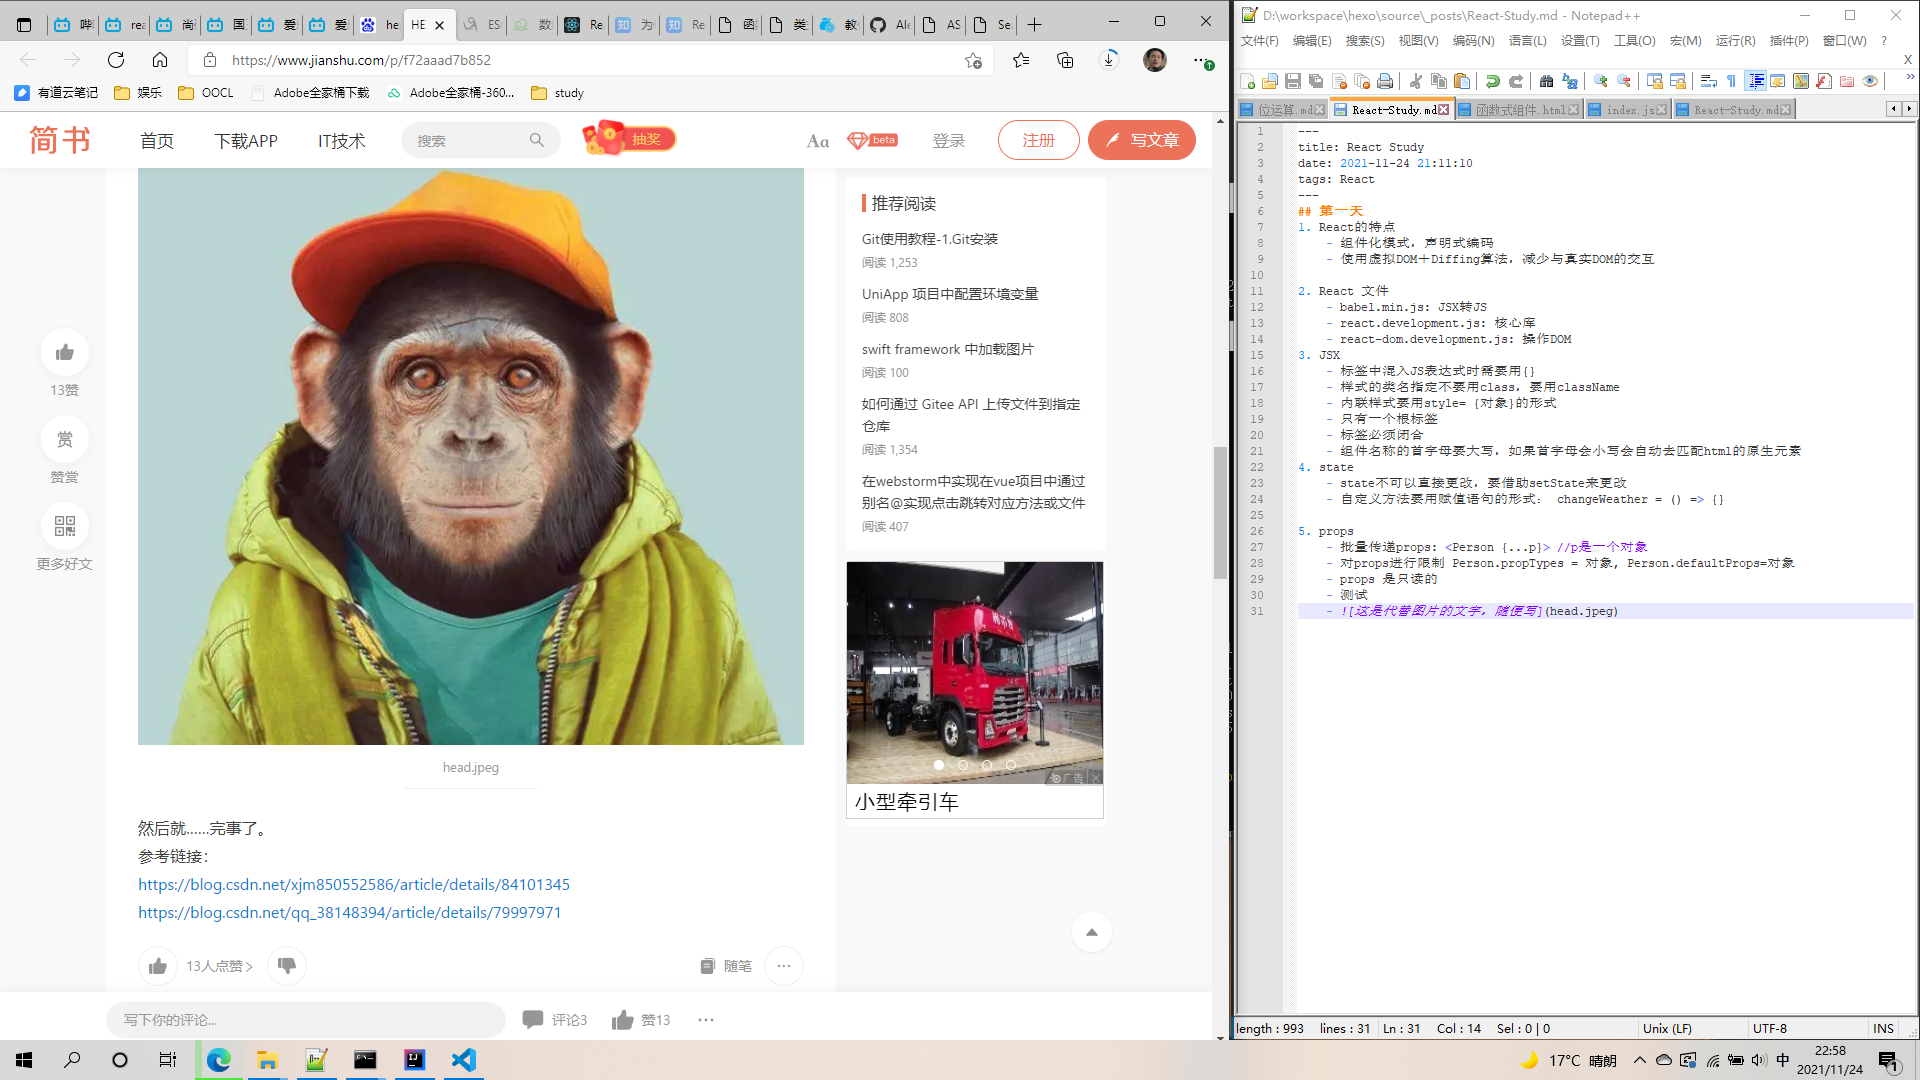 哔
rea
尚
国
爱
爱
he
HE
ES
数
Re
为
Re
函
类
教
Alc
AS
Se
https://www.jianshu.com/p/f72aaad7b852
有道云笔记
娱乐
OOCL
Adobe全家桶下载
Adobe全家桶-360...
study
简书
首页
下载APP
IT技术
搜索
抽奖
Aa
beta
登录
注册
写文章
13赞
赏
赞赏
更多好文
head.jpeg
然后就......完事了。
参考链接：
https://blog.csdn.net/xjm850552586/article/details/84101345
https://blog.csdn.net/qq_38148394/article/details/79997971
13人点赞 >
随笔
写下你的评论...
评论3
赞13
推荐阅读
Git使用教程-1.Git安装
阅读 1,253
UniApp 项目中配置环境变量
阅读 808
swift framework 中加载图片
阅读 100
如何通过 Gitee API 上传文件到指定
仓库
阅读 1,354
在webstorm中实现在vue项目中通过
别名@实现点击跳转对应方法或文件
阅读 407
广告
小型牵引车
D:\workspace\hexo\source\_posts\React-Study.md - Notepad++
文件(F) 编辑(E) 搜索(S) 视图(V) 编码(N) 语言(L) 设置(T) 工具(O) 宏(M) 运行(R) 插件(P) 窗口(W) ?
X
位运算.md
React-Study.md
函数式组件.html
index.js
React-Study.md
1 ---
2 title: React Study
3 date: 2021-11-24 21:11:10
4 tags: React
5 ---
6 ## 第一天
7 1. React的特点
8 - 组件化模式，声明式编码
9 - 使用虚拟DOM+Diffing算法，减少与真实DOM的交互
10
11 2. React 文件
12 - babel.min.js: JSX转JS
13 - react.development.js: 核心库
14 - react-dom.development.js: 操作DOM
15 3. JSX
16 - 标签中混入JS表达式时需要用{}
17 - 样式的类名指定不要用class，要用className
18 - 内联样式要用style= {对象}的形式
19 - 只有一个根标签
20 - 标签必须闭合
21 - 组件名称的首字母要大写，如果首字母会小写会自动去匹配html的原生元素
22 4. state
23 - state不可以直接更改，要借助setState来更改
24 - 自定义方法要用赋值语句的形式： changeWeather = () => {}
25
26 5. props
27 - 批量传递props: <Person {...p}> //p是一个对象
28 - 对props进行限制 Person.propTypes = 对象, Person.defaultProps=对象
29 - props 是只读的
30 - 测试
31 - ![这是代替图片的文字，随便写](head.jpeg)
length : 993 lines : 31 Ln : 31 Col : 14 Sel : 0 | 0 Unix (LF) UTF-8 INS
17°C 晴朗
中
22:58
2021/11/24
1